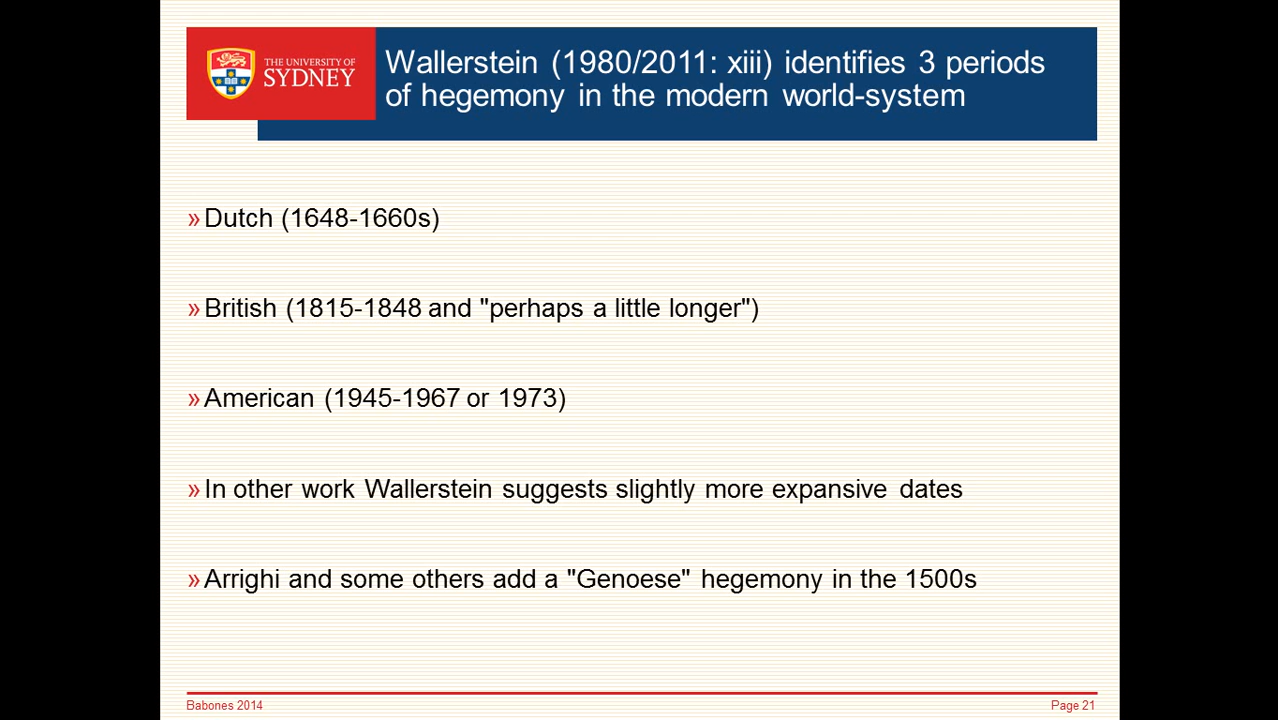 THE UNIVERSITY OF
SYDNEY
Wallerstein (1980/2011: xiii) identifies 3 periods
of hegemony in the modern world-system
» Dutch (1648-1660s)
» British (1815-1848 and "perhaps a little longer")
» American (1945-1967 or 1973)
» In other work Wallerstein suggests slightly more expansive dates
» Arrighi and some others add a "Genoese" hegemony in the 1500s
Babones 2014
Page 21